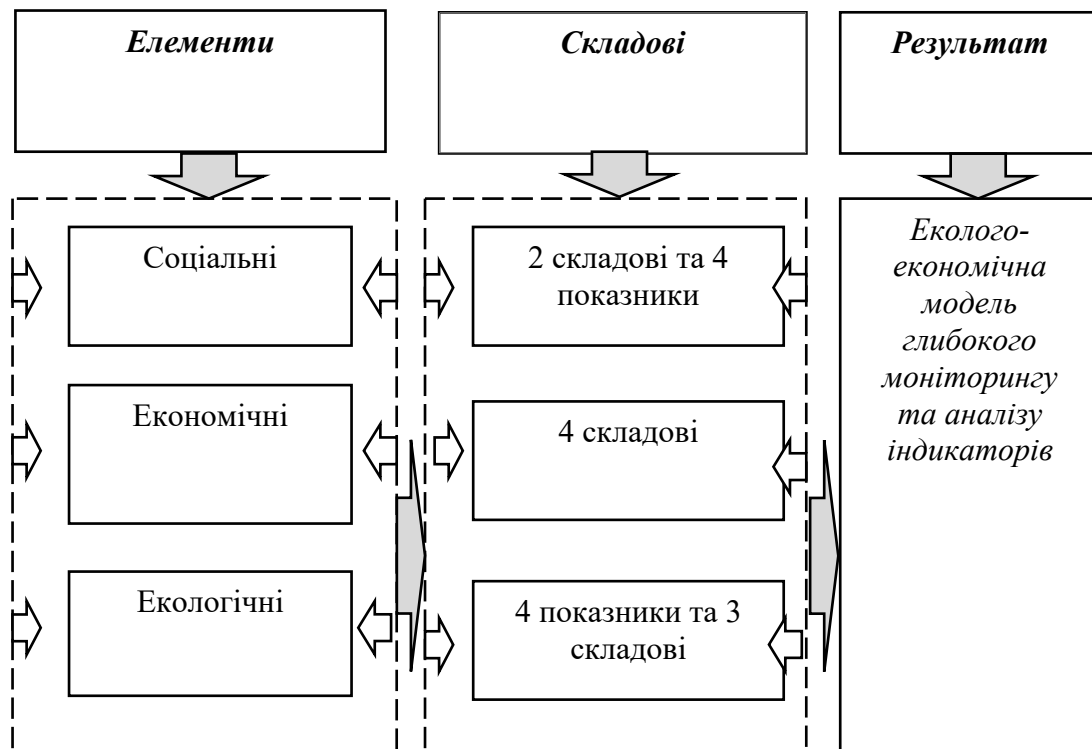 Елементи
Складові
Результат
Соціальні
2 складові та 4
показники
Еколого-
економічна
модель
глибокого
моніторингу
та аналізу
індикаторів
Економічні
4 складові
Екологічні
4 показники та 3
складові